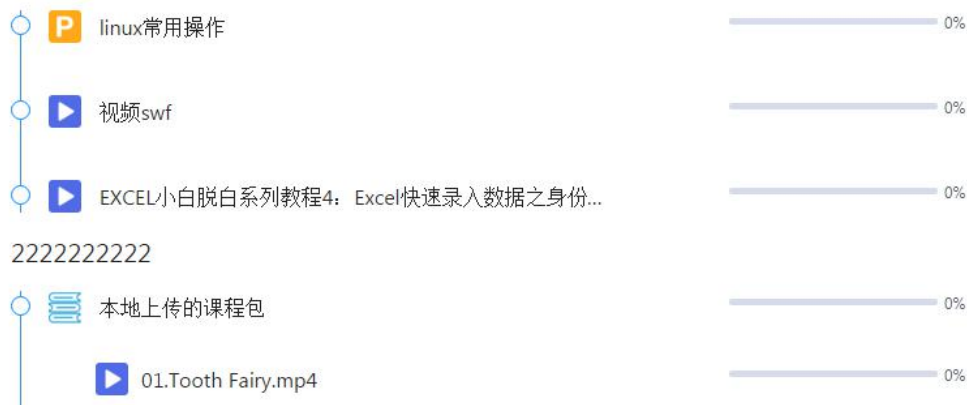 P linux常用操作 0%
视频swf 0%
EXCEL小白脱白系列教程4：Excel快速录入数据之身份... 0%
2222222222
本地上传的课程包 0%
01.Tooth Fairy.mp4 0%